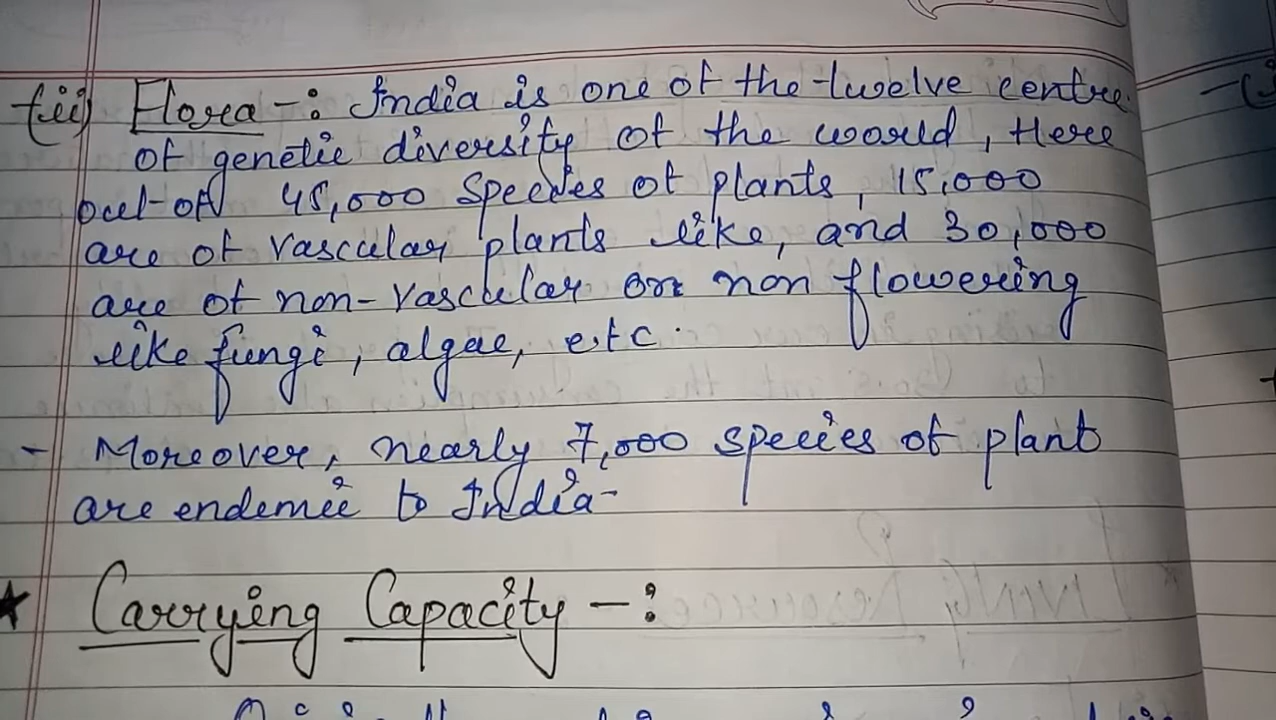 (ii) Flora -: India is one of the twelve centre
of genetic diversity of the world, Here
out of 45,000 species of plants, 15,000
are of vascular plants like, and 30,000
are of non-vascular or non flowering
like fungi, algae, etc.
- Moreover, nearly 7,000 species of plant
are endemic to India-
★ Carrying Capacity -: